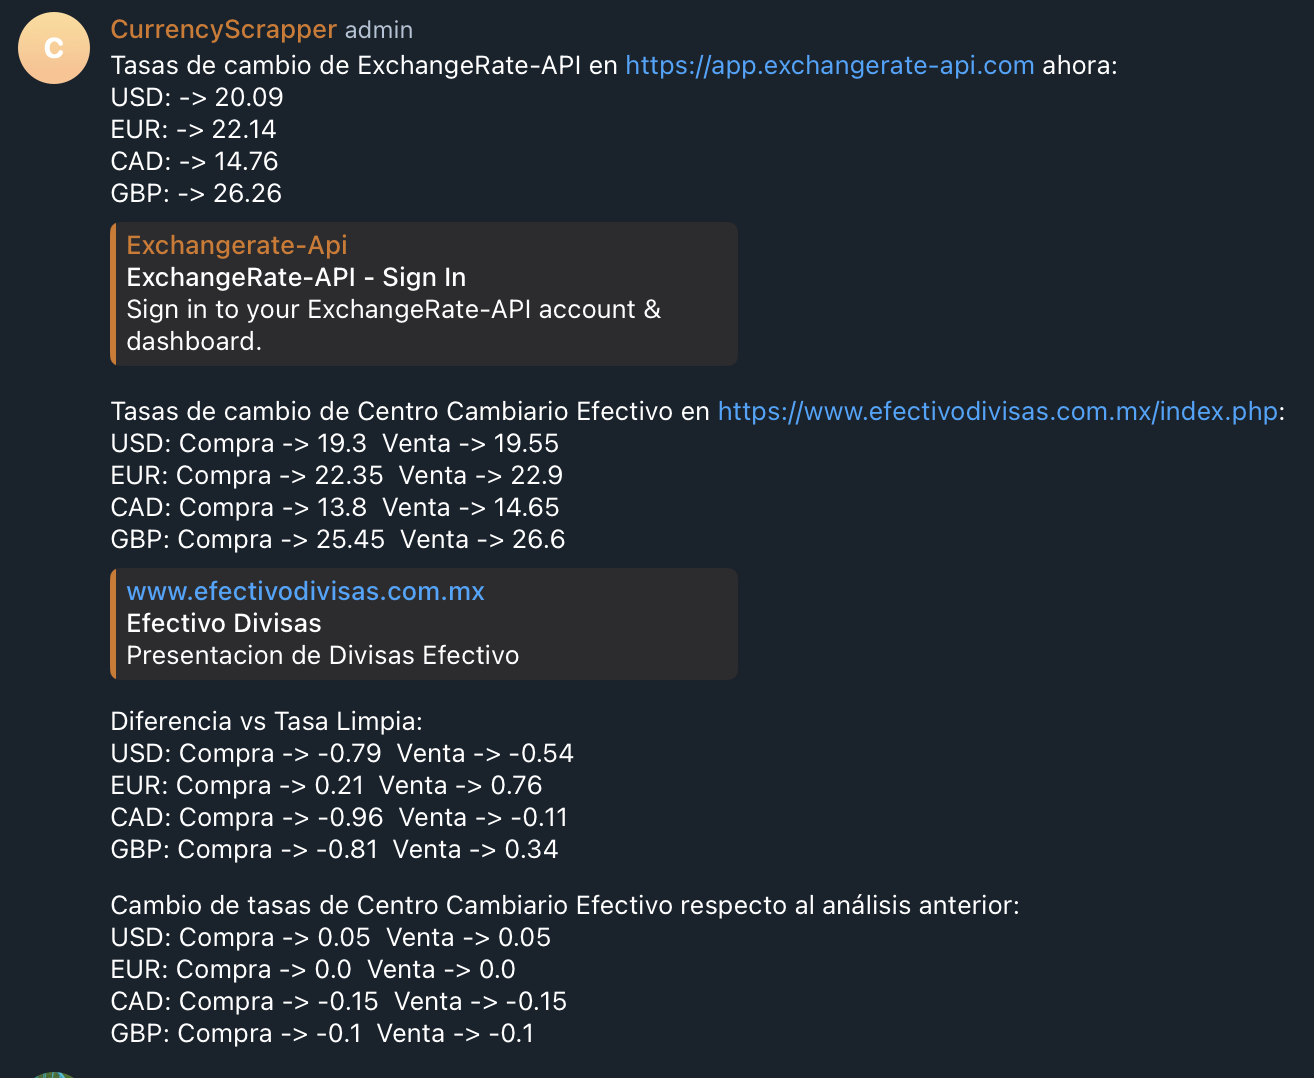 C
CurrencyScrapper admin
Tasas de cambio de ExchangeRate-API en https://app.exchangerate-api.com ahora:
USD: -> 20.09
EUR: -> 22.14
CAD: -> 14.76
GBP: -> 26.26
Exchangerate-Api
ExchangeRate-API - Sign In
Sign in to your ExchangeRate-API account &
dashboard.
Tasas de cambio de Centro Cambiario Efectivo en https://www.efectivodivisas.com.mx/index.php:
USD: Compra -> 19.3  Venta -> 19.55
EUR: Compra -> 22.35  Venta -> 22.9
CAD: Compra -> 13.8  Venta -> 14.65
GBP: Compra -> 25.45  Venta -> 26.6
www.efectivodivisas.com.mx
Efectivo Divisas
Presentacion de Divisas Efectivo
Diferencia vs Tasa Limpia:
USD: Compra -> -0.79  Venta -> -0.54
EUR: Compra -> 0.21  Venta -> 0.76
CAD: Compra -> -0.96  Venta -> -0.11
GBP: Compra -> -0.81  Venta -> 0.34
Cambio de tasas de Centro Cambiario Efectivo respecto al análisis anterior:
USD: Compra -> 0.05  Venta -> 0.05
EUR: Compra -> 0.0  Venta -> 0.0
CAD: Compra -> -0.15  Venta -> -0.15
GBP: Compra -> -0.1  Venta -> -0.1